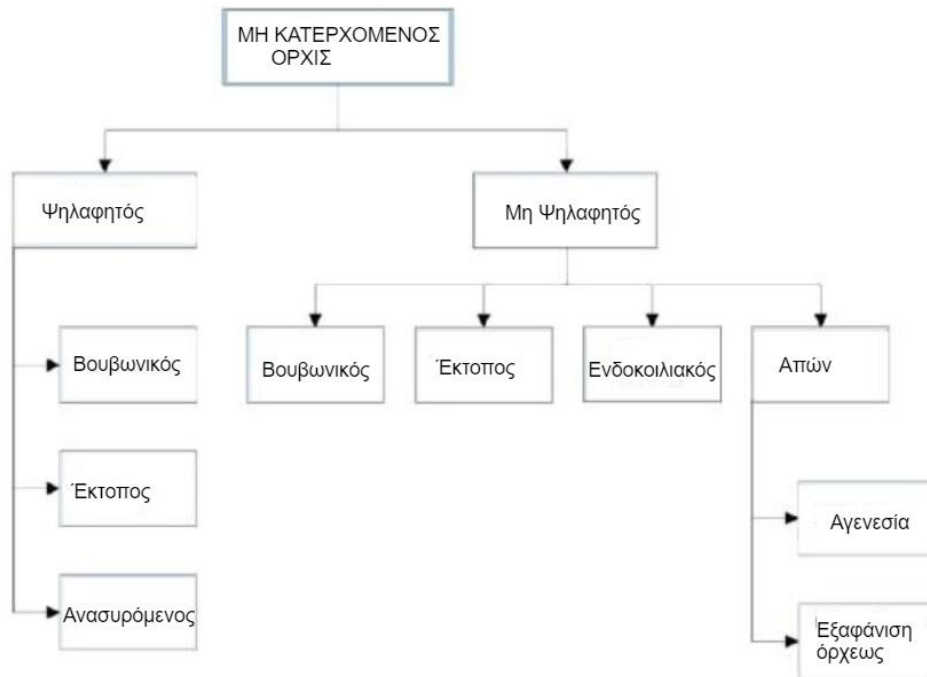 ΜΗ ΚΑΤΕΡΧΟΜΕΝΟΣ
ΟΡΧΙΣ
Ψηλαφητός
Μη Ψηλαφητός
Βουβωνικός
Έκτοπος
Ανασυρόμενος
Βουβωνικός
Έκτοπος
Ενδοκοιλιακός
Απών
Αγενεσία
Εξαφάνιση
όρχεως